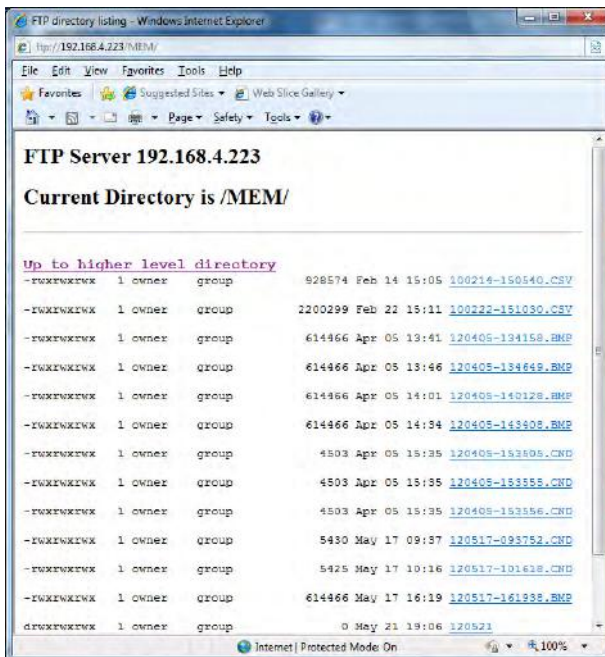 FTP directory listing - Windows Internet Explorer
ftp://192.168.4.223/MEM/
File Edit View Favorites Tools Help
Favorites Suggested Sites Web Slice Gallery
Page Safety Tools
FTP Server 192.168.4.223
Current Directory is /MEM/
Up to higher level directory
-rwxrwxrwx 1 owner group 928574 Feb 14 15:05 100214-150540.CSV
-rwxrwxrwx 1 owner group 2200299 Feb 22 15:11 100222-151030.CSV
-rwxrwxrwx 1 owner group 614466 Apr 05 13:41 120405-134158.BMP
-rwxrwxrwx 1 owner group 614466 Apr 05 13:46 120405-134649.BMP
-rwxrwxrwx 1 owner group 614466 Apr 05 14:01 120405-140128.BMP
-rwxrwxrwx 1 owner group 614466 Apr 05 14:34 120405-143408.BMP
-rwxrwxrwx 1 owner group 4503 Apr 05 15:35 120405-153505.CND
-rwxrwxrwx 1 owner group 4503 Apr 05 15:35 120405-153555.CND
-rwxrwxrwx 1 owner group 4503 Apr 05 15:35 120405-153556.CND
-rwxrwxrwx 1 owner group 5430 May 17 09:37 120517-093752.CND
-rwxrwxrwx 1 owner group 5425 May 17 10:16 120517-101618.CND
-rwxrwxrwx 1 owner group 614466 May 17 16:19 120517-161938.BMP
drwxrwxrwx 1 owner group 0 May 21 19:06 120521
Internet | Protected Mode: On 100%